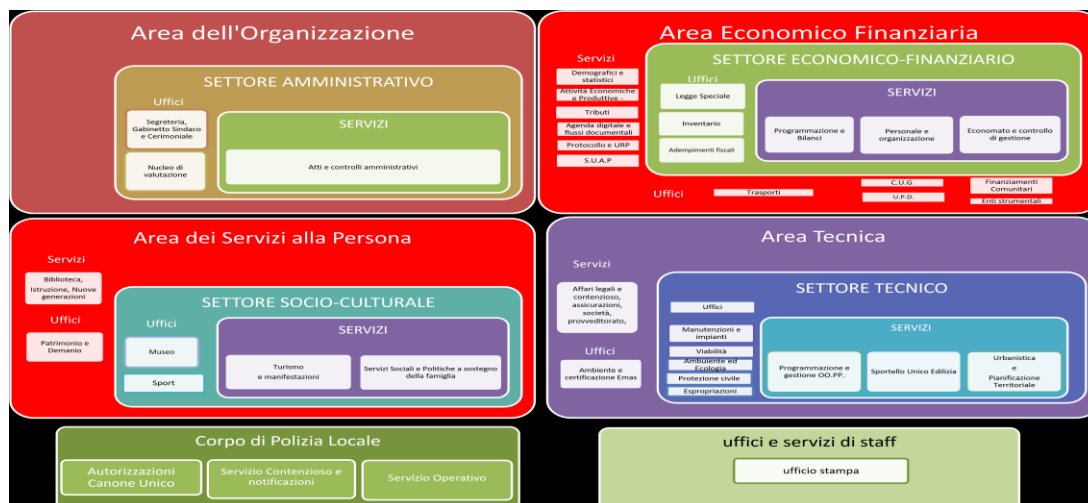 Area dell'Organizzazione
SETTORE AMMINISTRATIVO
Uffici
Segreteria,
Gabinetto Sindaco
e Cerimoniale
Nucleo di
valutazione
SERVIZI
Atti e controlli amministrativi
Area Economico Finanziaria
Servizi
Demografici e
statistici
Attività Economiche
e Produttive -
Tributi
Agenda digitale e
flussi documentali
Protocollo e URP
S.U.A.P
SETTORE ECONOMICO-FINANZIARIO
Uffici
Legge Speciale
Inventario
Adempimenti fiscali
SERVIZI
Programmazione e
Bilanci
Personale e
organizzazione
Economato e controllo
di gestione
Uffici
Trasporti
C.U.G
U.P.D.
Finanziamenti
Comunitari
Enti strumentali
Area dei Servizi alla Persona
Servizi
Biblioteca,
Istruzione, Nuove
generazioni
Uffici
Patrimonio e
Demanio
SETTORE SOCIO-CULTURALE
Uffici
Museo
Sport
SERVIZI
Turismo
e manifestazioni
Servizi Sociali e Politiche a sostegno
della famiglia
Area Tecnica
Servizi
Affari legali e
contenzioso,
assicurazioni,
società,
provveditorato,
Uffici
Ambiente e
certificazione Emas
SETTORE TECNICO
Uffici
Manutenzioni e
impianti
Viabilità
Ambuiente ed
Ecologia
Protezione civile
Espropriazioni
SERVIZI
Programmazione e
gestione OO.PP.
Sportello Unico Edilizia
Urbanistica
e
Pianificazione
Territoriale
Corpo di Polizia Locale
Autorizzazioni
Canone Unico
Servizio Contenzioso e
notificazioni
Servizio Operativo
uffici e servizi di staff
ufficio stampa